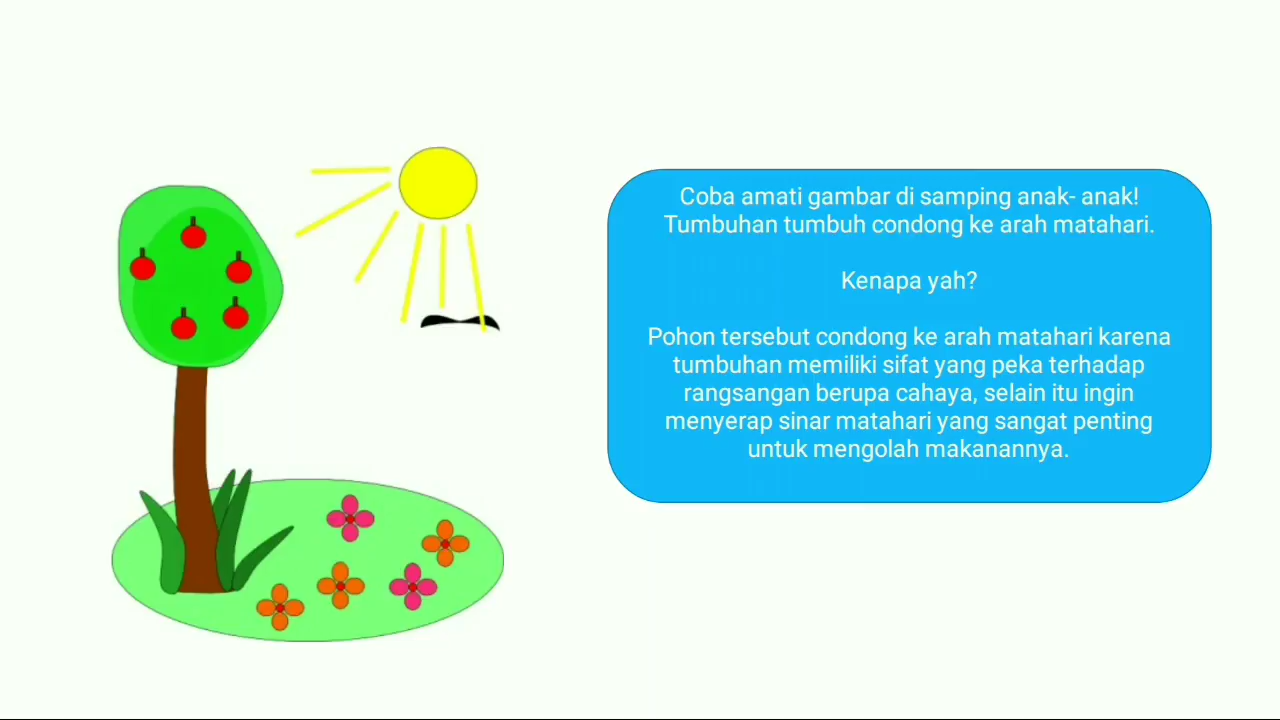 Coba amati gambar di samping anak- anak!
Tumbuhan tumbuh condong ke arah matahari.
Kenapa yah?
Pohon tersebut condong ke arah matahari karena
tumbuhan memiliki sifat yang peka terhadap
rangsangan berupa cahaya, selain itu ingin
menyerap sinar matahari yang sangat penting
untuk mengolah makanannya.